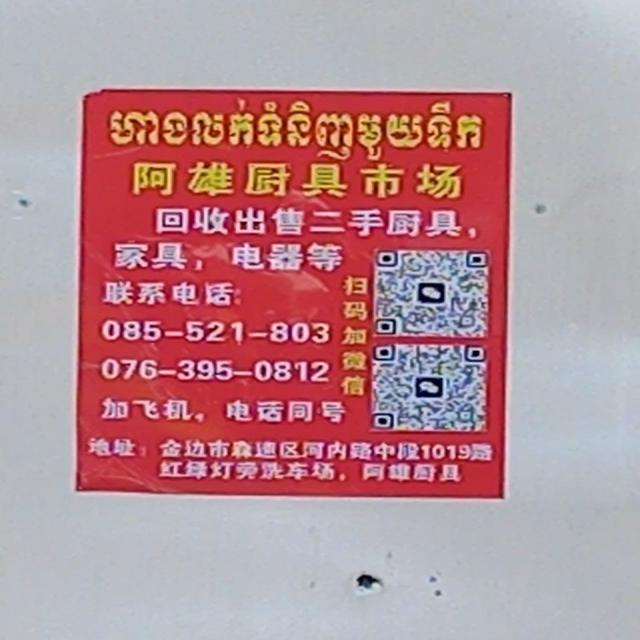 ហាងលក់ទំនិញមួយទឹក
阿雄厨具市场
回收出售二手厨具，
家具，电器等
联系电话:
085-521-803
076-395-0812
加飞机，电话同号
扫码加微信
地址：金边市森速区河内路中段1019路
红绿灯旁洗车场，阿雄厨具